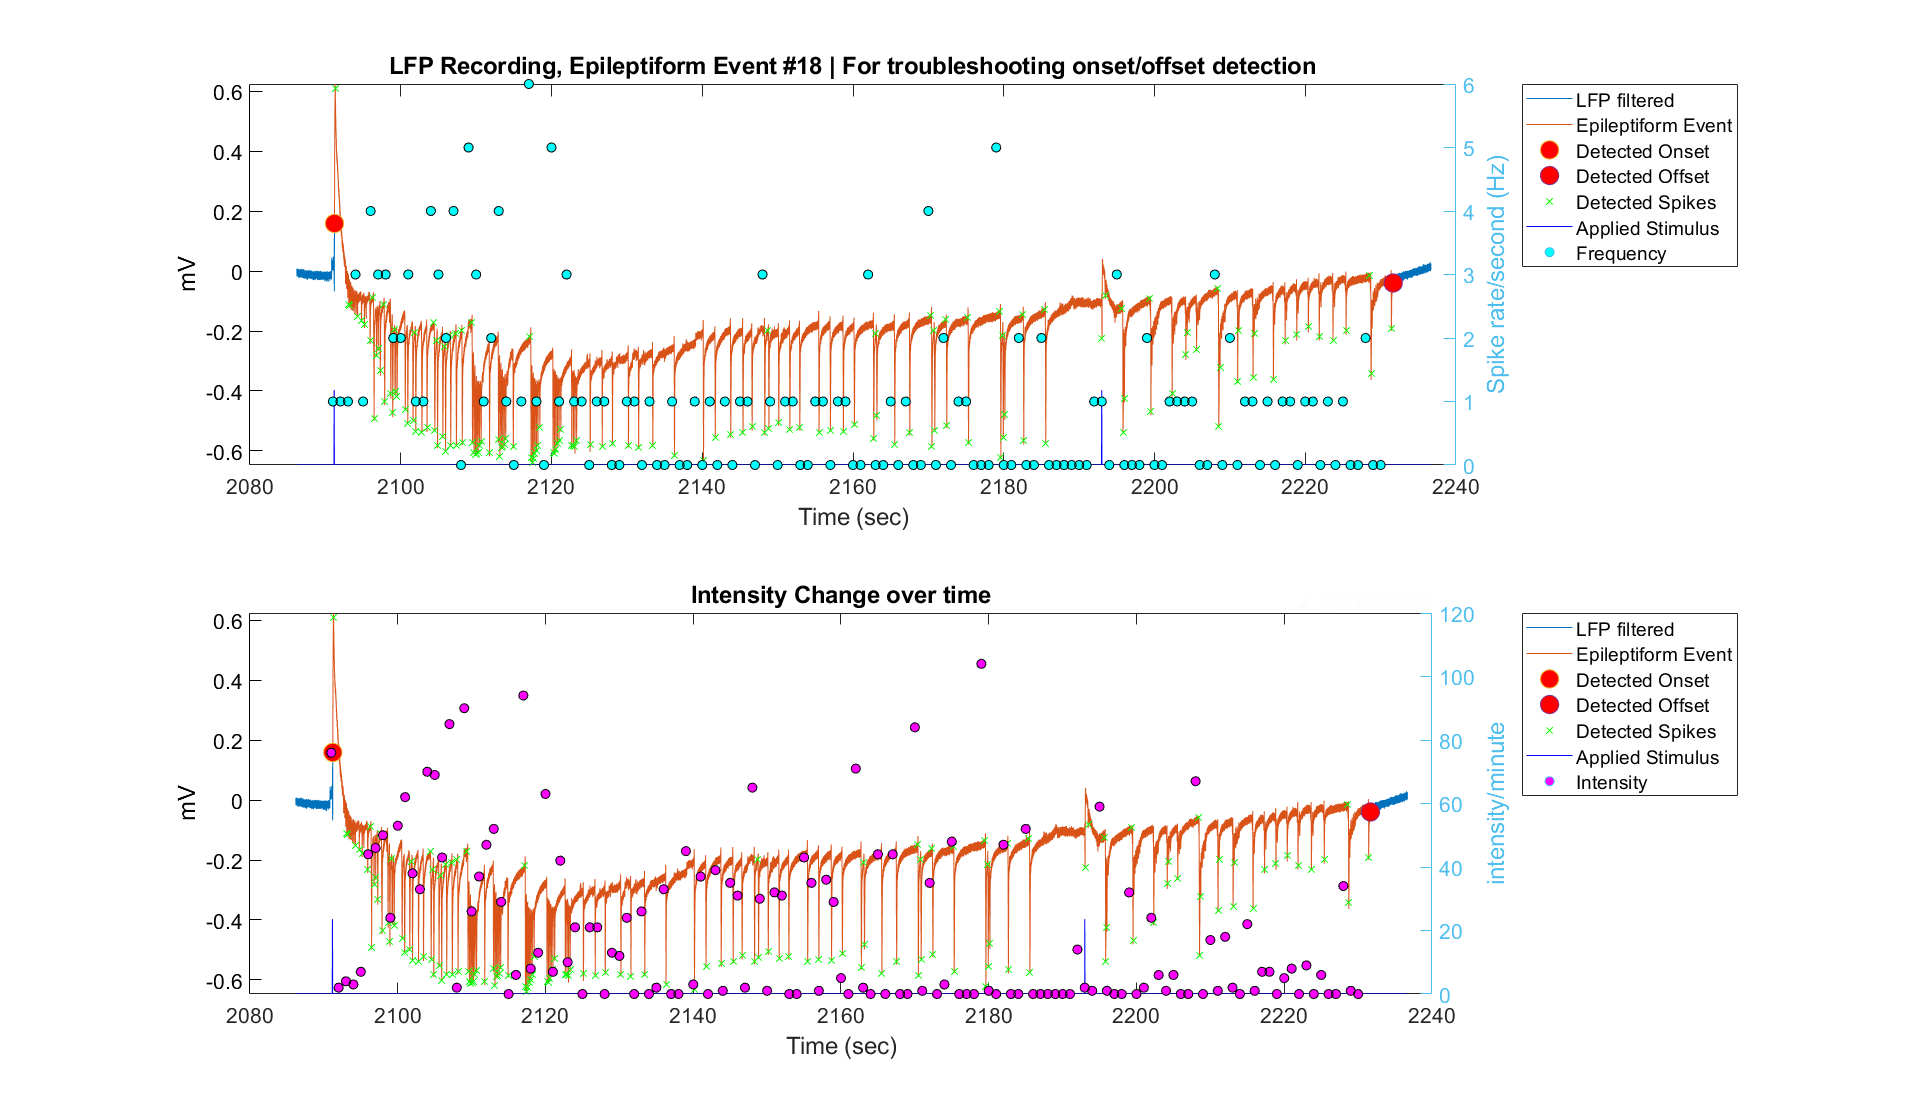 LFP Recording, Epileptiform Event #18 | For troubleshooting onset/offset detection
0.6
0.4
0.2
0
-0.2
-0.4
-0.6
mV
2080
2100
2120
2140
2160
2180
2200
2220
2240
Time (sec)
6
5
4
3
2
1
0
Spike rate/second (Hz)
LFP filtered
Epileptiform Event
Detected Onset
Detected Offset
Detected Spikes
Applied Stimulus
Frequency
Intensity Change over time
0.6
0.4
0.2
0
-0.2
-0.4
-0.6
mV
2080
2100
2120
2140
2160
2180
2200
2220
2240
Time (sec)
120
100
80
60
40
20
0
intensity/minute
LFP filtered
Epileptiform Event
Detected Onset
Detected Offset
Detected Spikes
Applied Stimulus
Intensity